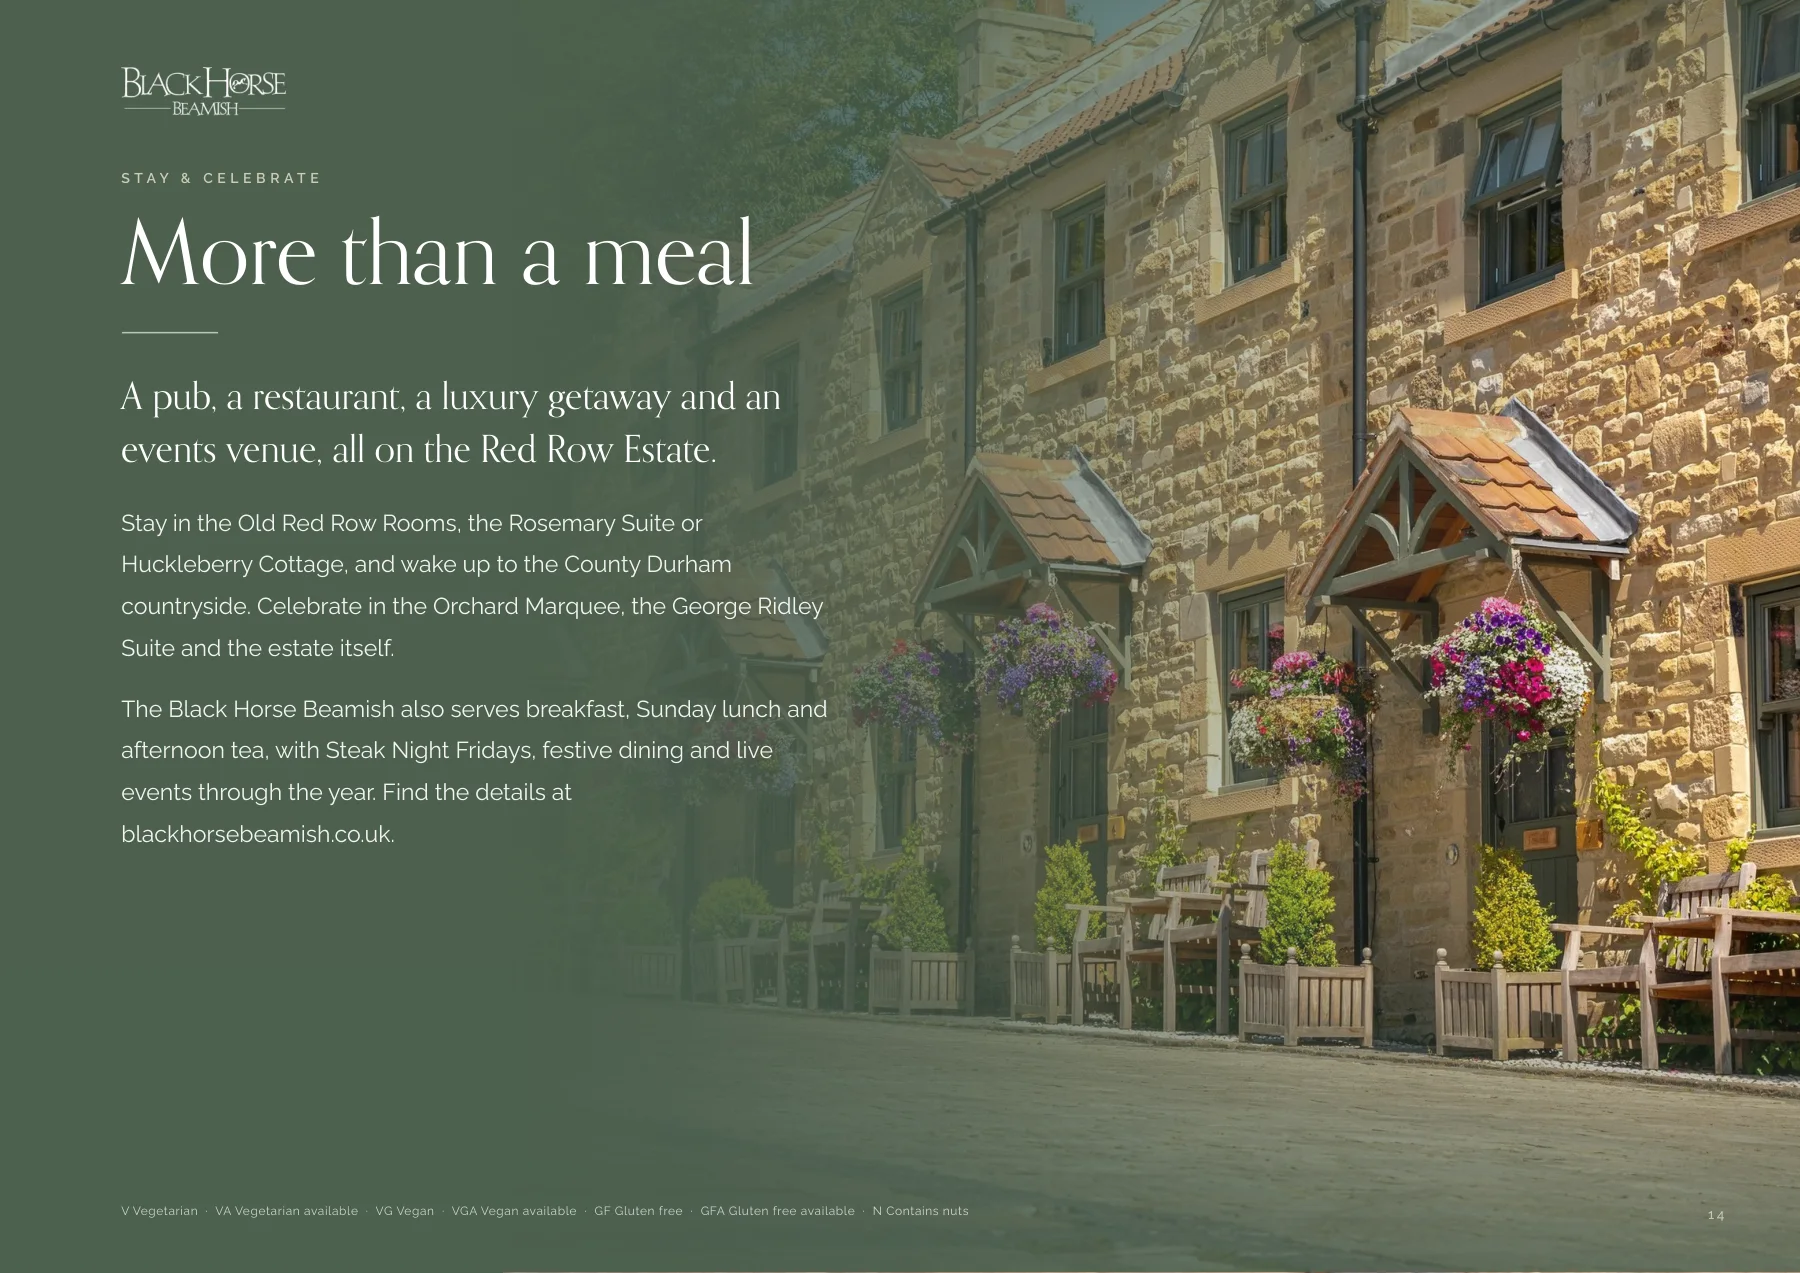 BLACK HORSE
BEAMISH
STAY & CELEBRATE
More than a meal
A pub, a restaurant, a luxury getaway and an
events venue, all on the Red Row Estate.
Stay in the Old Red Row Rooms, the Rosemary Suite or
Huckleberry Cottage, and wake up to the County Durham
countryside. Celebrate in the Orchard Marquee, the George Ridley
Suite and the estate itself.
The Black Horse Beamish also serves breakfast, Sunday lunch and
afternoon tea, with Steak Night Fridays, festive dining and live
events through the year. Find the details at
blackhorsebeamish.co.uk.
V Vegetarian · VA Vegetarian available · VG Vegan · VGA Vegan available · GF Gluten free · GFA Gluten free available · N Contains nuts
14